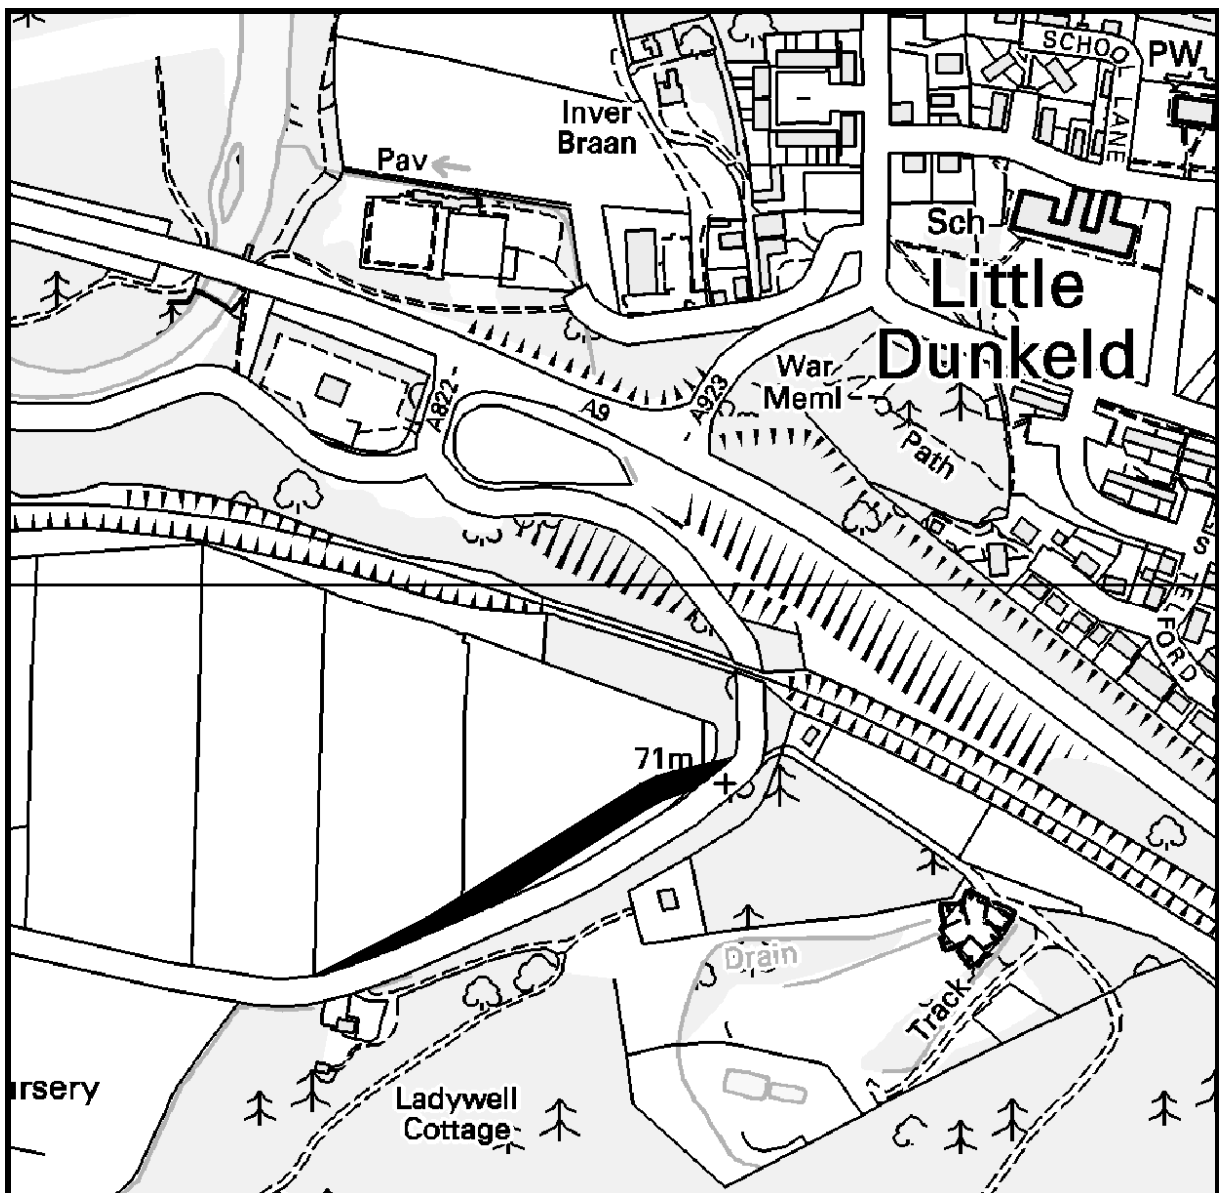 SCHOOL LANE
PW
Inver
Braan
Pav
Sch
Little
Dunkeld
War
Meml
A822
A9
A923
Path
TELFORD
71m
Drain
Track
Ladywell
Cottage